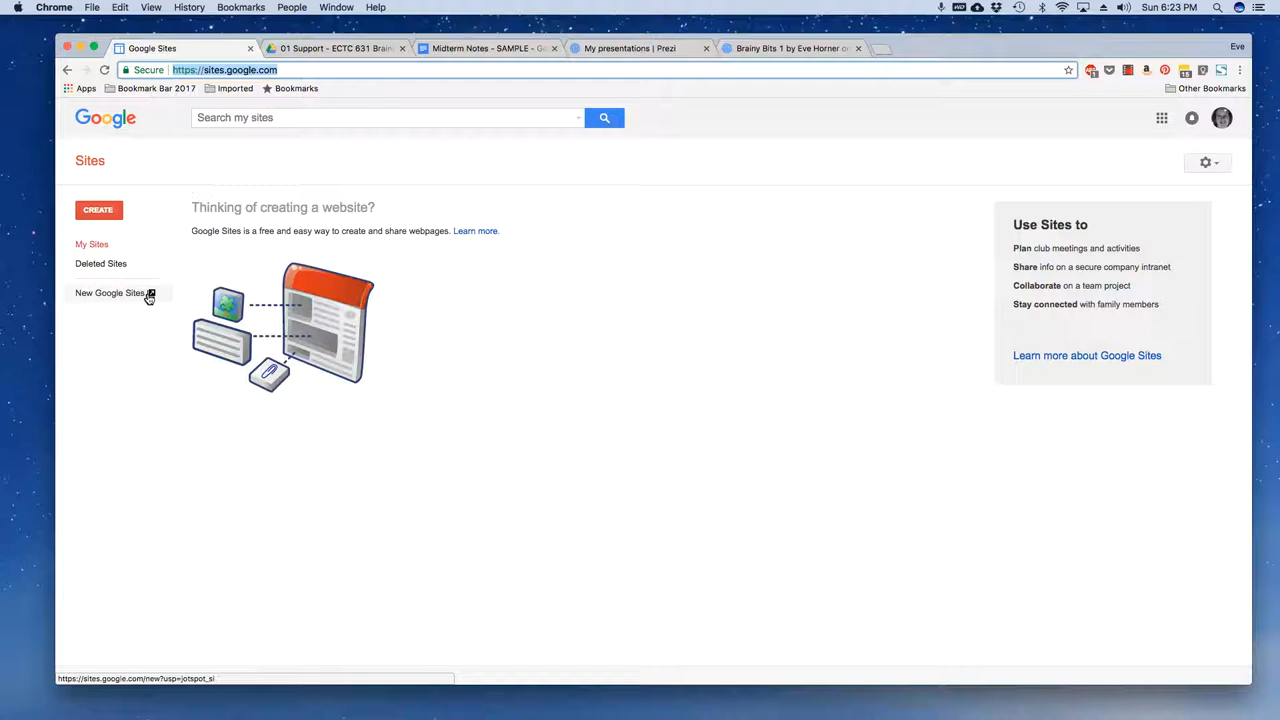 Chrome File Edit View History Bookmarks People Window Help Sun 6:23 PM
Google Sites 01 Support - ECTC 631 Brain Midterm Notes - SAMPLE - Go My presentations | Prezi Brainy Bits 1 by Eve Horner on Eve
Secure https://sites.google.com
Apps Bookmark Bar 2017 Imported Bookmarks Other Bookmarks
Google Search my sites
Sites
CREATE
My Sites
Deleted Sites
New Google Sites
Thinking of creating a website?
Google Sites is a free and easy way to create and share webpages. Learn more.
Use Sites to
Plan club meetings and activities
Share info on a secure company intranet
Collaborate on a team project
Stay connected with family members
Learn more about Google Sites
https://sites.google.com/new?usp=jotspot_si